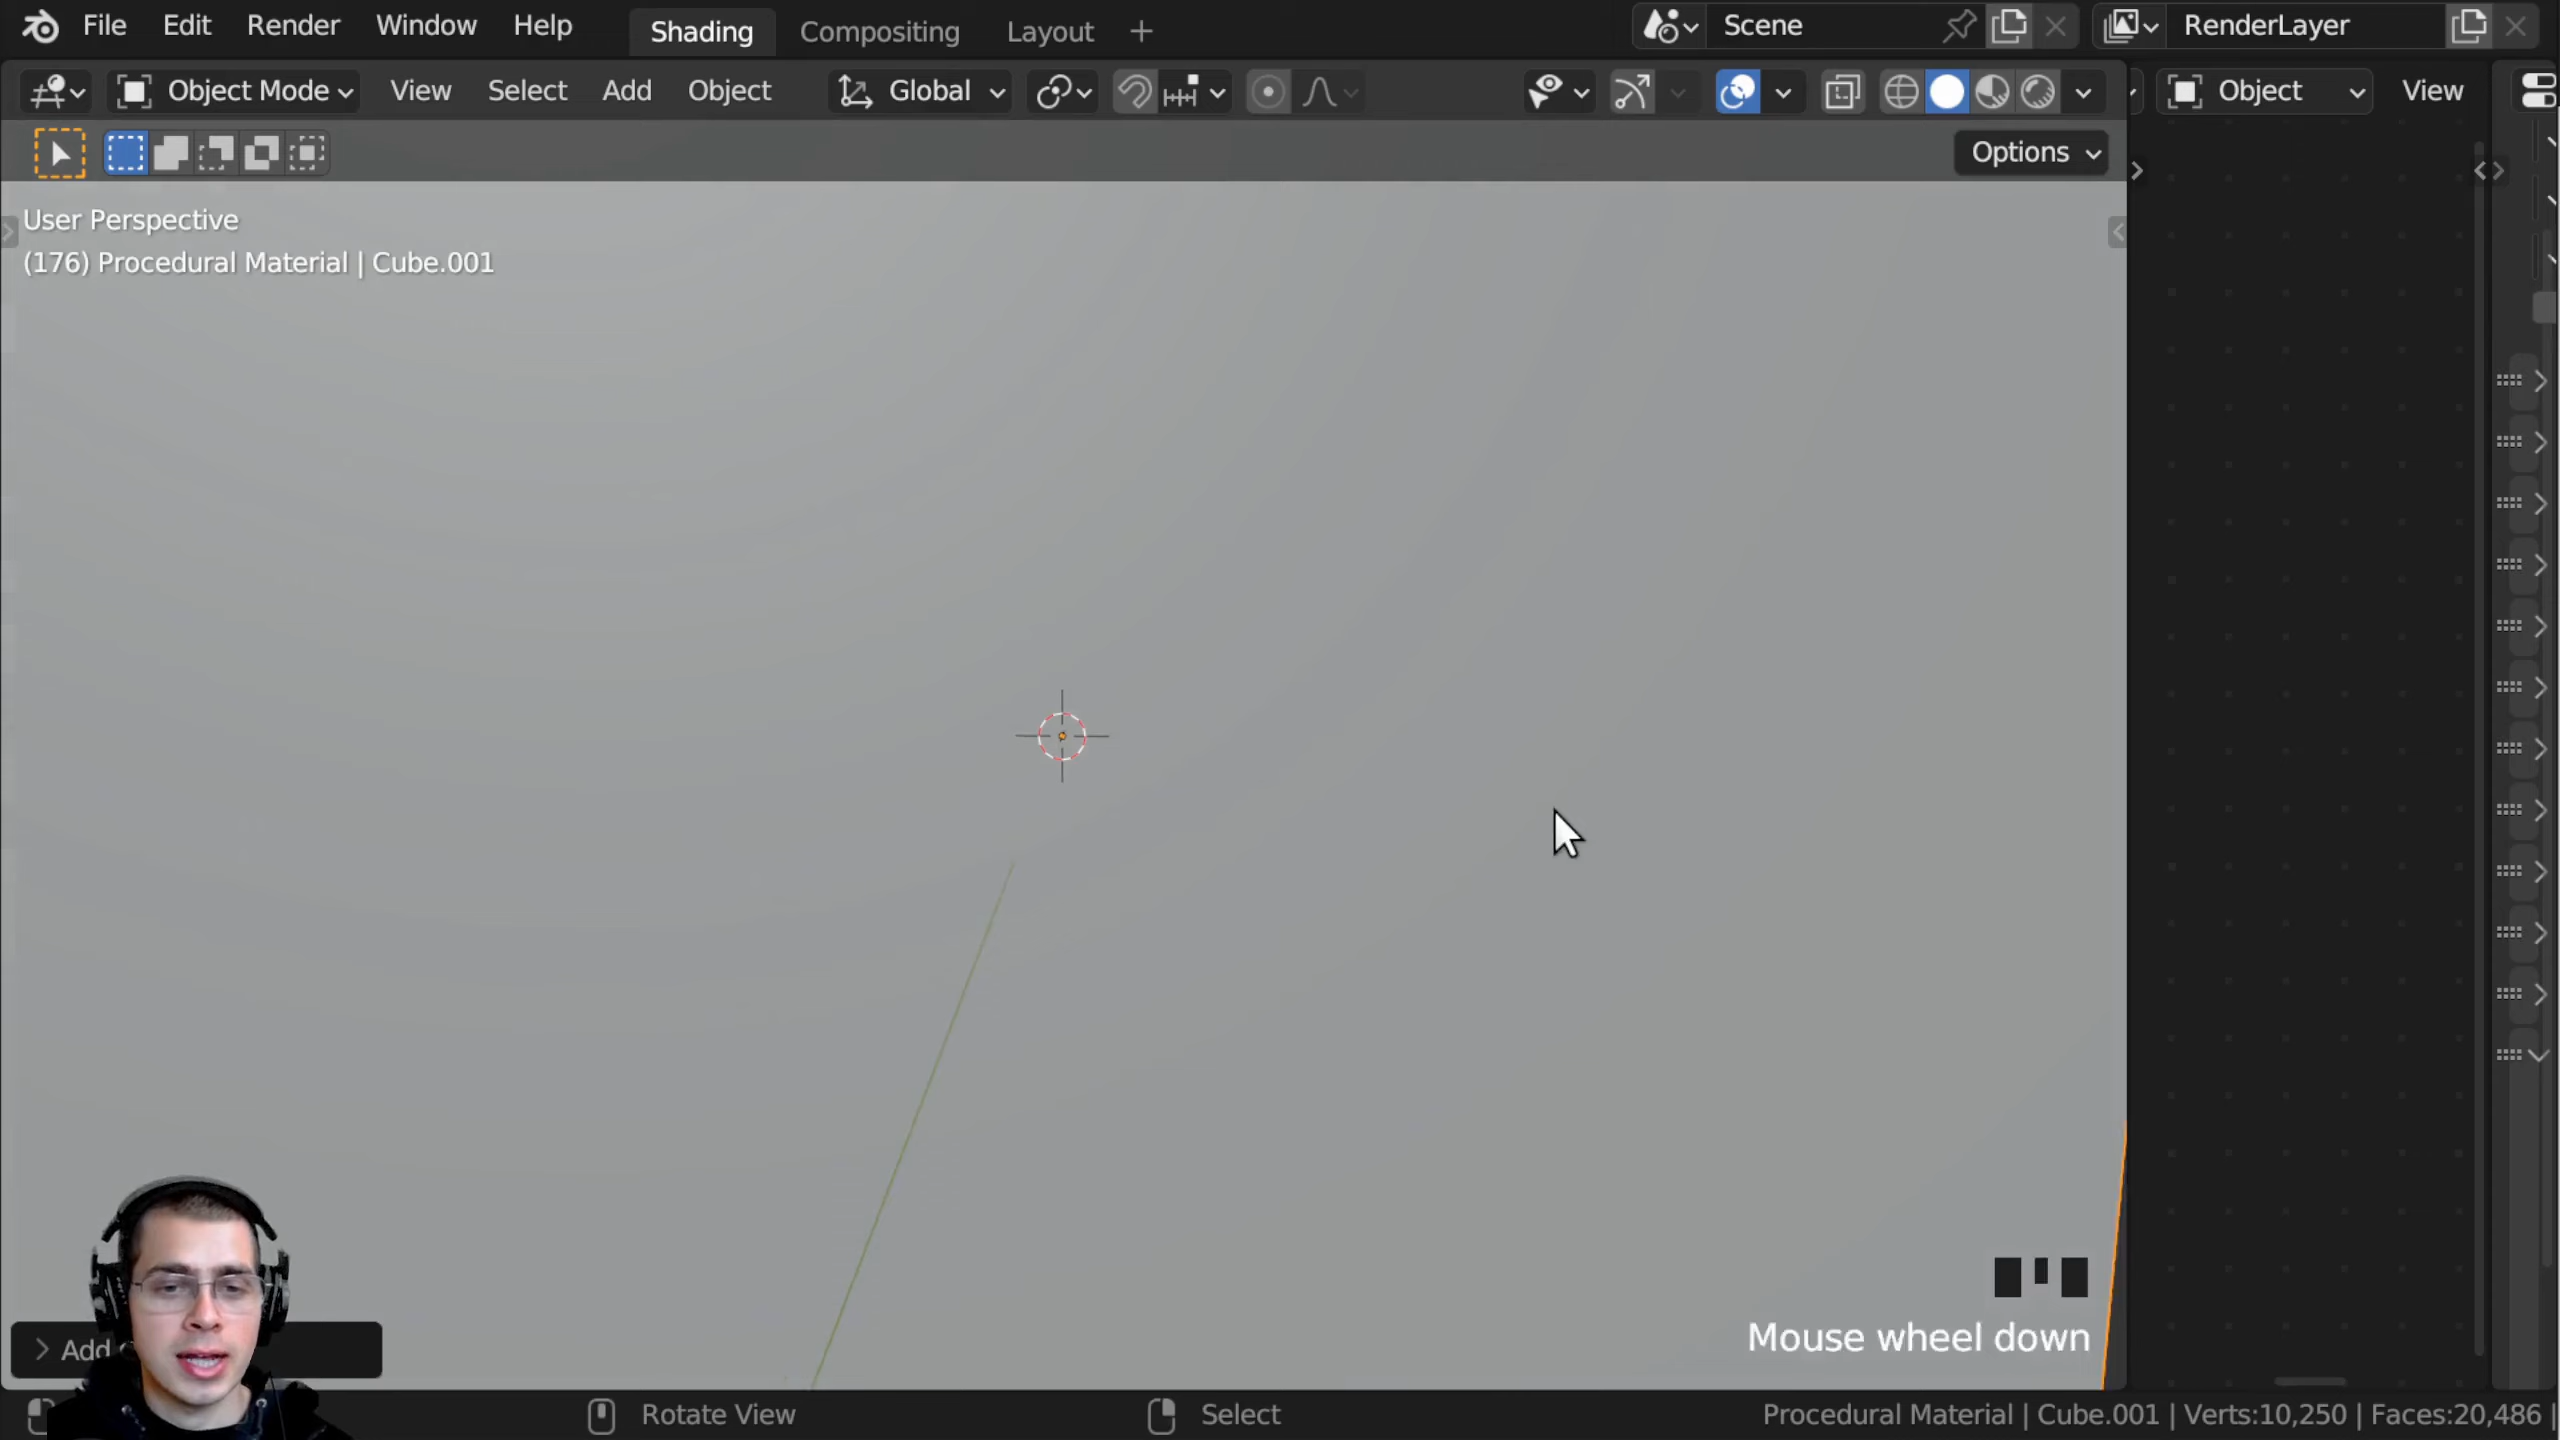 File Edit Render Window Help Shading Compositing Layout + Scene RenderLayer
Object Mode View Select Add Object Global Object View
Options
User Perspective
(176) Procedural Material | Cube.001
Mouse wheel down
Add
Rotate View Select Procedural Material | Cube.001 | Verts:10,250 | Faces:20,486 |